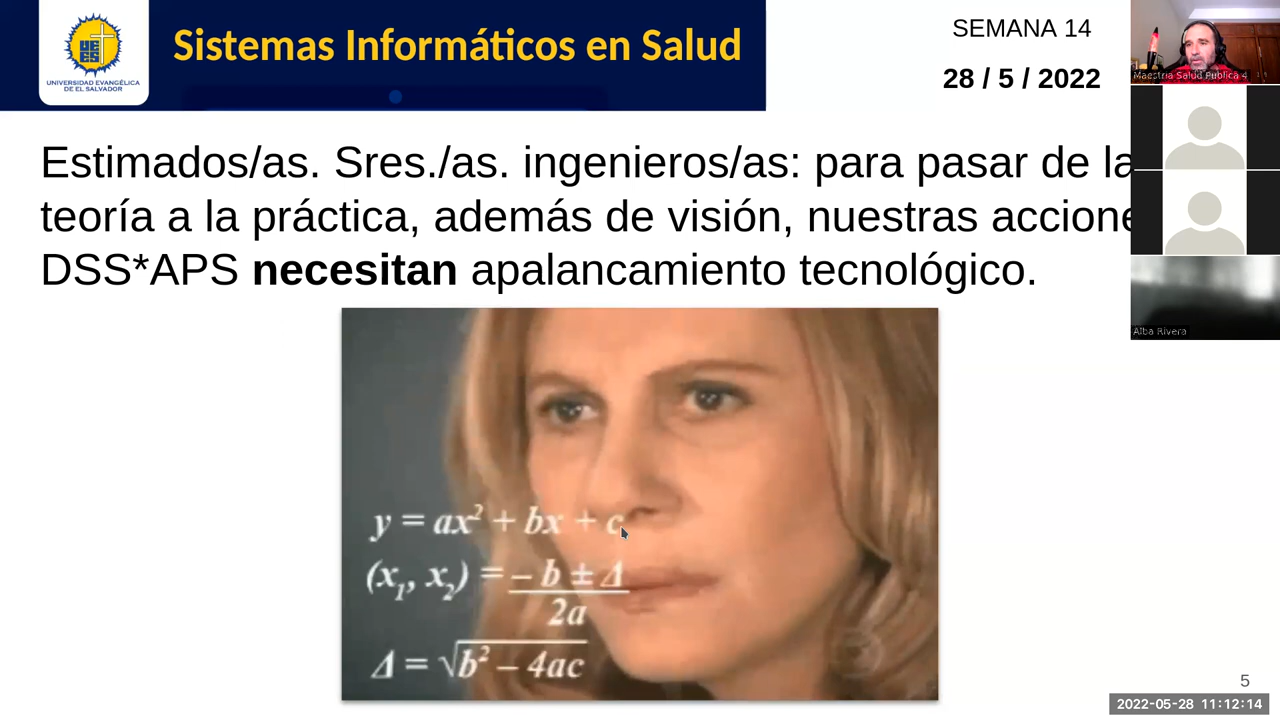 UNIVERSIDAD EVANGÉLICA
DE EL SALVADOR
Sistemas Informáticos en Salud
SEMANA 14
28 / 5 / 2022
Maestria Salud Publica 4
Estimados/as. Sres./as. ingenieros/as: para pasar de la
teoría a la práctica, además de visión, nuestras accione
DSS*APS necesitan apalancamiento tecnológico.
Alba Rivera
y = ax² + bx + c
(x₁, x₂) = –b ± Δ
2a
Δ = √b² – 4ac
5
2022-05-28 11:12:14